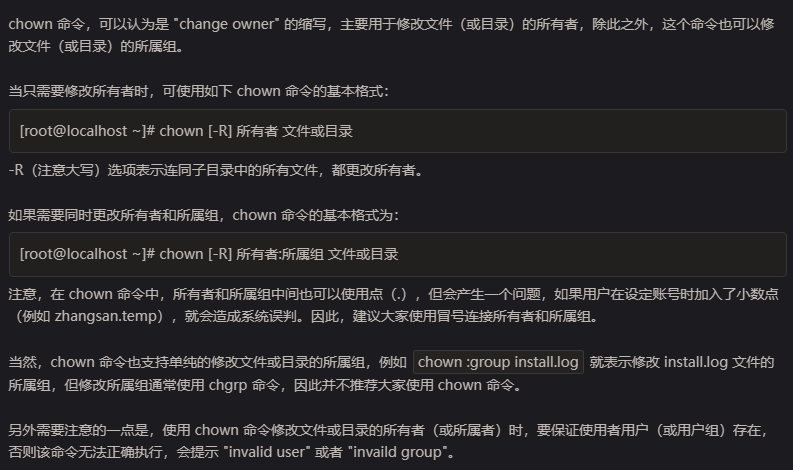 chown 命令，可以认为是 "change owner" 的缩写，主要用于修改文件（或目录）的所有者，除此之外，这个命令也可以修
改文件（或目录）的所属组。
当只需要修改所有者时，可使用如下 chown 命令的基本格式：
[root@localhost ~]# chown [-R] 所有者 文件或目录
-R（注意大写）选项表示连同子目录中的所有文件，都更改所有者。
如果需要同时更改所有者和所属组，chown 命令的基本格式为：
[root@localhost ~]# chown [-R] 所有者:所属组 文件或目录
注意，在 chown 命令中，所有者和所属组中间也可以使用点（.），但会产生一个问题，如果用户在设定账号时加入了小数点
（例如 zhangsan.temp），就会造成系统误判。因此，建议大家使用冒号连接所有者和所属组。
当然，chown 命令也支持单纯的修改文件或目录的所属组，例如 chown :group install.log 就表示修改 install.log 文件的
所属组，但修改所属组通常使用 chgrp 命令，因此并不推荐大家使用 chown 命令。
另外需要注意的一点是，使用 chown 命令修改文件或目录的所有者（或所属者）时，要保证使用者用户（或用户组）存在，
否则该命令无法正确执行，会提示 "invalid user" 或者 "invaild group"。